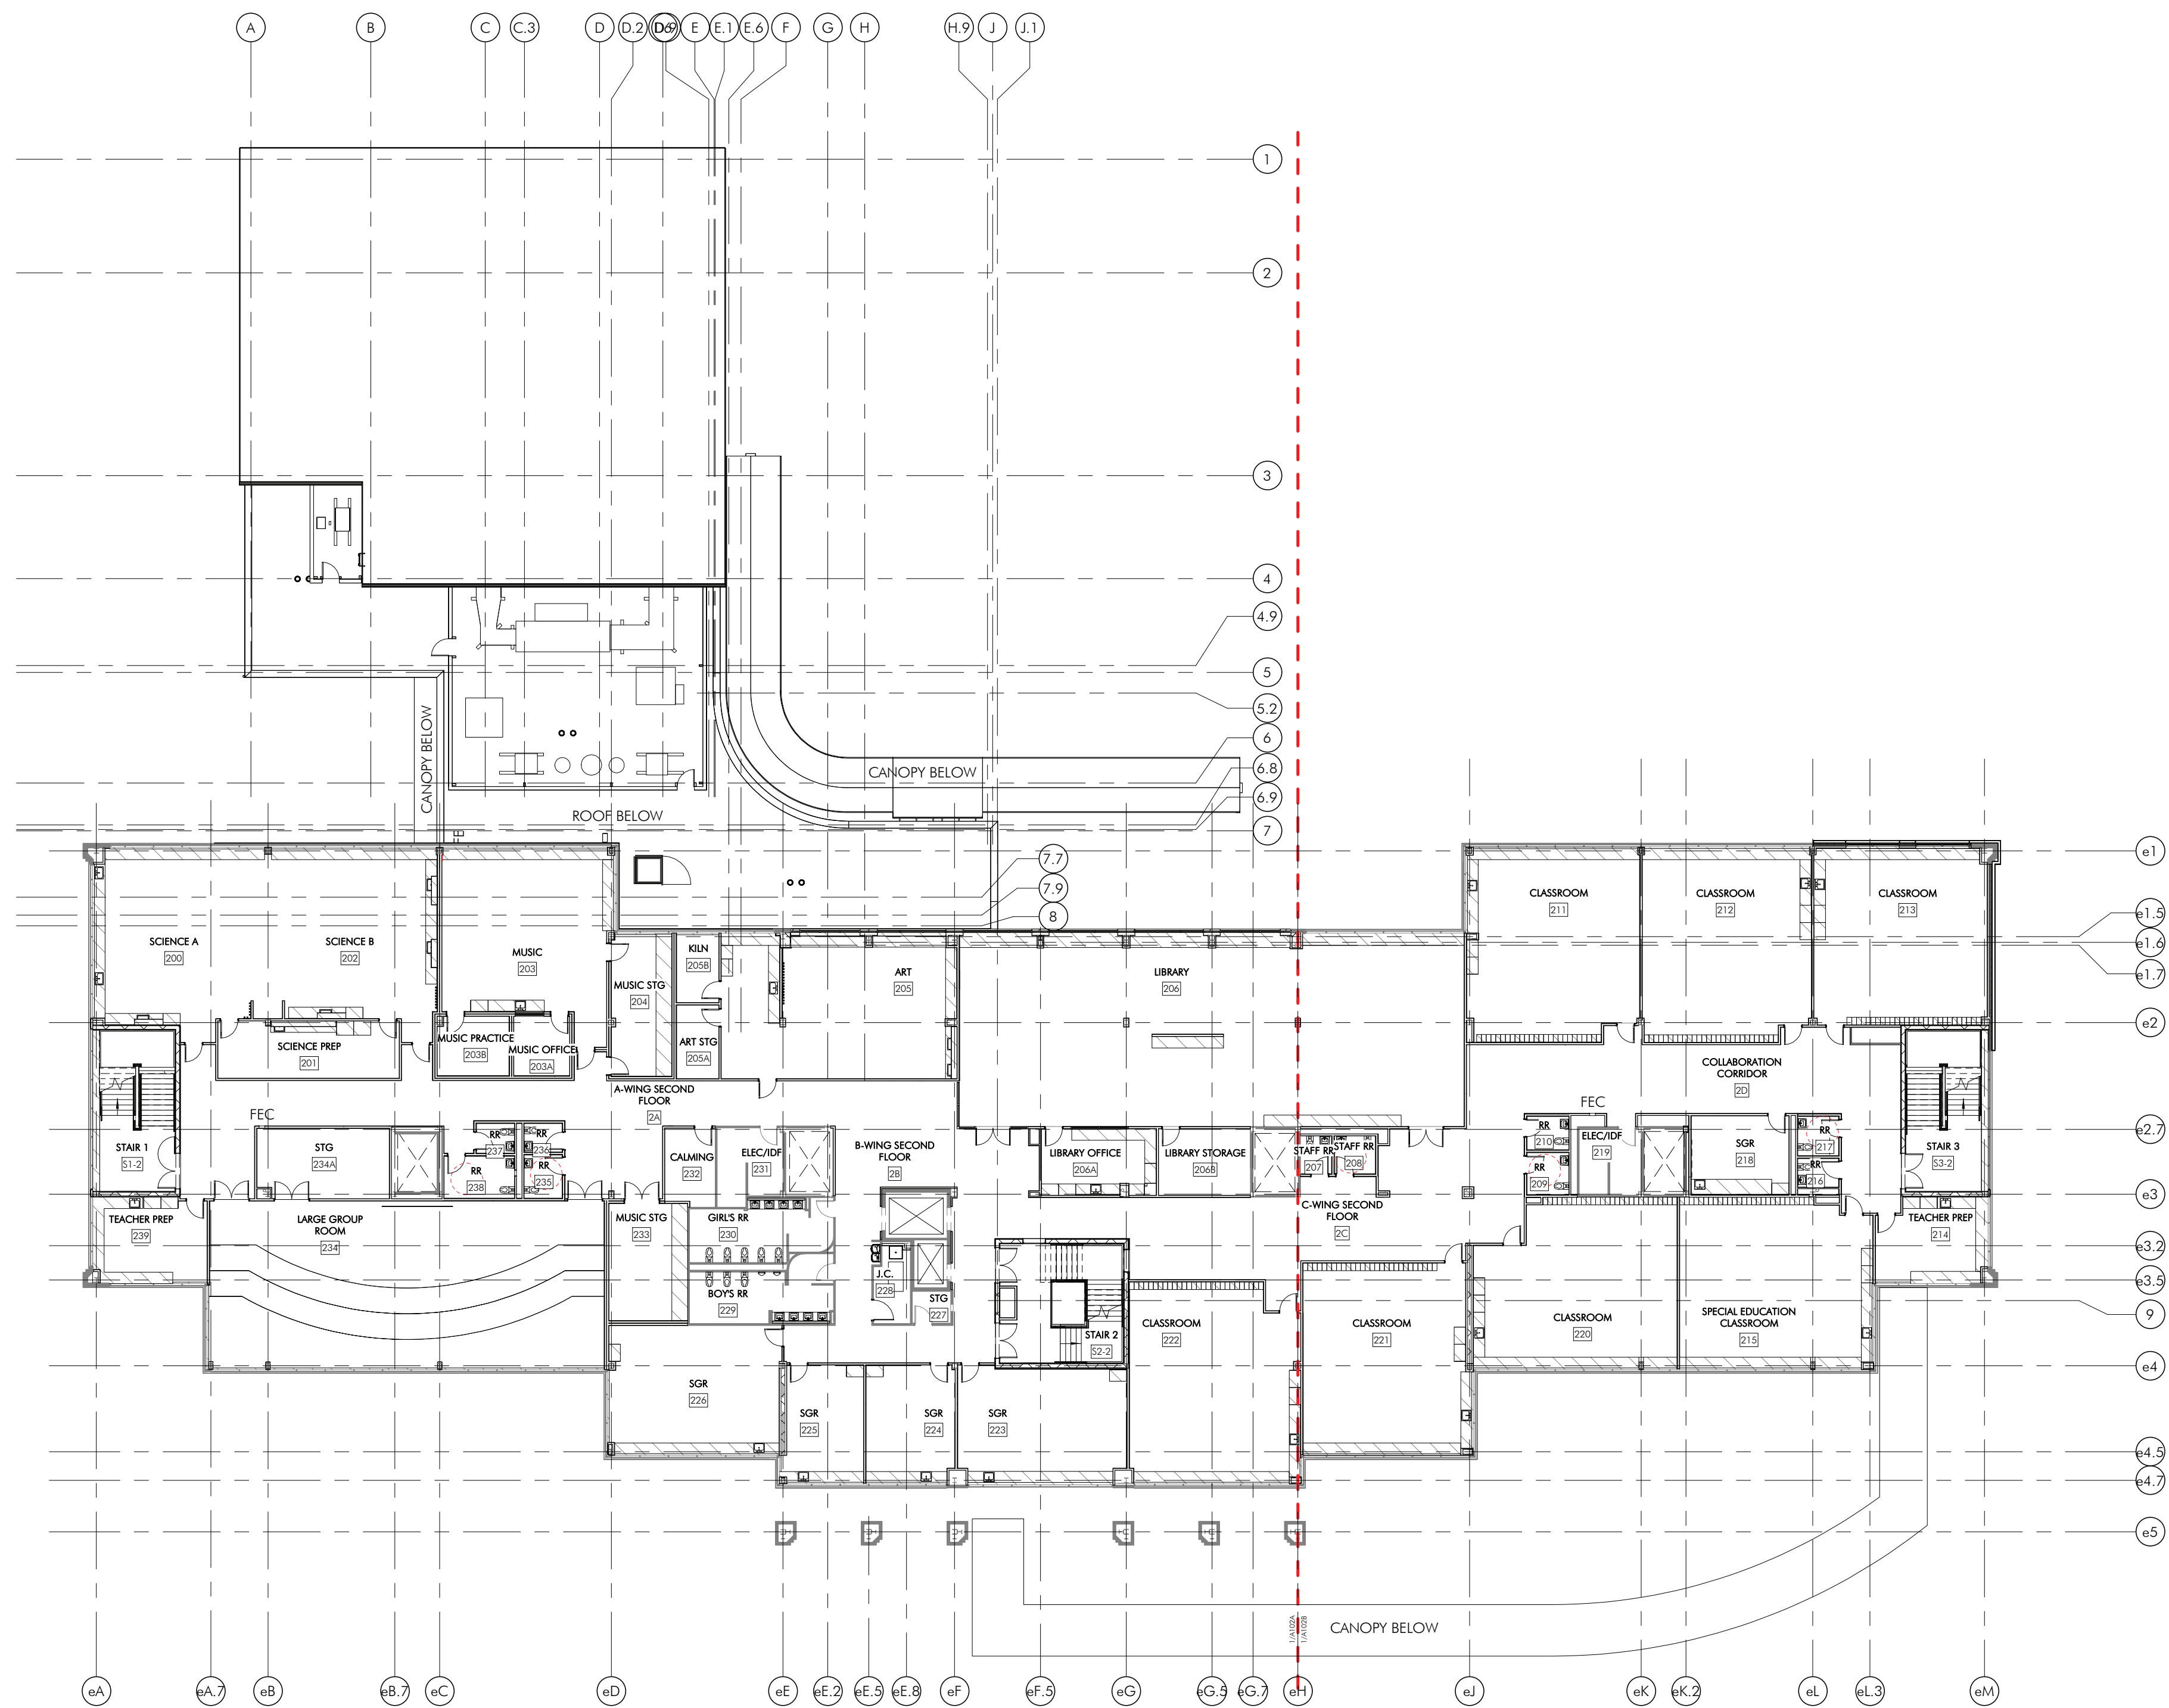 A
B
C
C.3
D
D.2
E
E.1
E.6
F
G
H
H.9
J
J.1
1
2
3
4
4.9
5
5.2
6
6.8
6.9
7
7.7
7.9
8
CANOPY BELOW
CANOPY BELOW
ROOF BELOW
e1
e1.5
e1.6
e1.7
e2
e2.7
e3
e3.2
e3.5
9
e4
e4.5
e4.7
e5
SCIENCE A
200
SCIENCE B
202
MUSIC
203
MUSIC STG
204
KILN
205B
ART
205
LIBRARY
206
CLASSROOM
211
CLASSROOM
212
CLASSROOM
213
SCIENCE PREP
201
MUSIC PRACTICE
203B
MUSIC OFFICE
203A
ART STG
205A
A-WING SECOND
FLOOR
2A
COLLABORATION
CORRIDOR
2D
FEC
FEC
STAIR 1
S1-2
STG
234A
RR
237
RR
236
RR
238
RR
235
CALMING
232
ELEC/IDF
231
B-WING SECOND
FLOOR
2B
LIBRARY OFFICE
206A
LIBRARY STORAGE
206B
STAFF RR
207
STAFF RR
208
RR
210
RR
209
ELEC/IDF
219
SGR
218
RR
217
RR
216
STAIR 3
S3-2
TEACHER PREP
239
LARGE GROUP
ROOM
234
MUSIC STG
233
GIRL'S RR
230
BOY'S RR
229
J.C.
228
STG
227
STAIR 2
S2-2
C-WING SECOND
FLOOR
2C
TEACHER PREP
214
CLASSROOM
222
CLASSROOM
221
CLASSROOM
220
SPECIAL EDUCATION
CLASSROOM
215
SGR
226
SGR
225
SGR
224
SGR
223
1/A102A
1/A102B
CANOPY BELOW
eA
eA.7
eB
eB.7
eC
eD
eE
eE.2
eE.5
eE.8
eF
eF.5
eG
eG.5
eG.7
eH
eJ
eK
eK.2
eL
eL.3
eM